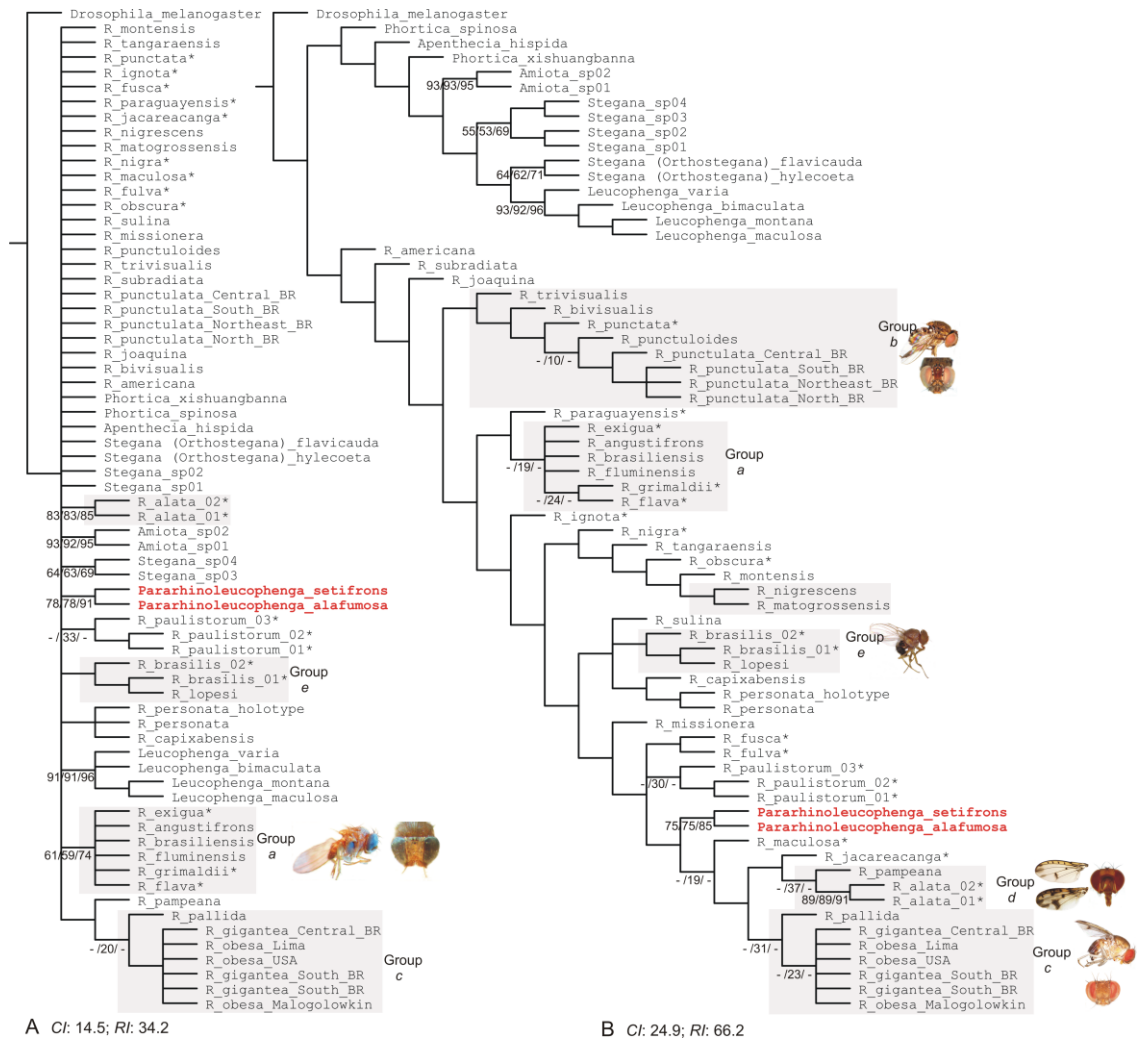 Drosophila_melanogaster
R_montensis
R_tangaraensis
R_punctata*
R_ignota*
R_fusca*
R_paraguayensis*
R_jacareacanga*
R_nigrescens
R_matogrossensis
R_nigra*
R_maculosa*
R_fulva*
R_obscura*
R_sulina
R_missionera
R_punctuloides
R_trivisualis
R_subradiata
R_punctulata_Central_BR
R_punctulata_South_BR
R_punctulata_Northeast_BR
R_punctulata_North_BR
R_joaquina
R_bivisualis
R_americana
Phortica_xishuangbanna
Phortica_spinosa
Apenthecia_hispida
Stegana (Orthostegana)_flavicauda
Stegana (Orthostegana)_hylecoeta
Stegana_sp02
Stegana_sp01
R_alata_02*
83/83/85
R_alata_01*
Amiota_sp02
93/92/95
Amiota_sp01
Stegana_sp04
64/63/69
Stegana_sp03
Pararhinoleucophenga_setifrons
78/78/91
Pararhinoleucophenga_alafumosa
R_paulistorum_03*
- /33/ -
R_paulistorum_02*
R_paulistorum_01*
R_brasilis_02*
R_brasilis_01*
R_lopesi
Group
e
R_personata_holotype
R_personata
R_capixabensis
Leucophenga_varia
Leucophenga_bimaculata
91/91/96
Leucophenga_montana
Leucophenga_maculosa
R_exigua*
R_angustifrons
R_brasiliensis
61/59/74
R_fluminensis
R_grimaldii*
R_flava*
Group
a
R_pampeana
R_pallida
R_gigantea_Central_BR
- /20/ -
R_obesa_Lima
R_obesa_USA
R_gigantea_South_BR
R_gigantea_South_BR
R_obesa_Malogolowkin
Group
c
A CI: 14.5; RI: 34.2
Drosophila_melanogaster
Phortica_spinosa
Apenthecia_hispida
Phortica_xishuangbanna
Amiota_sp02
93/93/95
Amiota_sp01
Stegana_sp04
Stegana_sp03
55/53/69
Stegana_sp02
Stegana_sp01
Stegana (Orthostegana)_flavicauda
64/62/71
Stegana (Orthostegana)_hylecoeta
Leucophenga_varia
93/92/96
Leucophenga_bimaculata
Leucophenga_montana
Leucophenga_maculosa
R_americana
R_subradiata
R_joaquina
R_trivisualis
R_bivisualis
R_punctata*
R_punctuloides
- /10/ -
R_punctulata_Central_BR
R_punctulata_South_BR
R_punctulata_Northeast_BR
R_punctulata_North_BR
Group
b
R_paraguayensis*
R_exigua*
R_angustifrons
R_brasiliensis
- /19/ -
R_fluminensis
R_grimaldii*
- /24/ -
R_flava*
Group
a
R_ignota*
R_nigra*
R_tangaraensis
R_obscura*
R_montensis
R_nigrescens
R_matogrossensis
R_sulina
R_brasilis_02*
R_brasilis_01*
R_lopesi
Group
e
R_capixabensis
R_personata_holotype
R_personata
R_missionera
R_fusca*
R_fulva*
R_paulistorum_03*
- /30/ -
R_paulistorum_02*
R_paulistorum_01*
Pararhinoleucophenga_setifrons
75/75/85
Pararhinoleucophenga_alafumosa
R_maculosa*
R_jacareacanga*
- /19/ -
R_pampeana
- /37/ -
R_alata_02*
89/89/91
R_alata_01*
Group
d
R_pallida
R_gigantea_Central_BR
- /31/ -
R_obesa_Lima
R_obesa_USA
- /23/ -
R_gigantea_South_BR
R_gigantea_South_BR
R_obesa_Malogolowkin
Group
c
B CI: 24.9; RI: 66.2